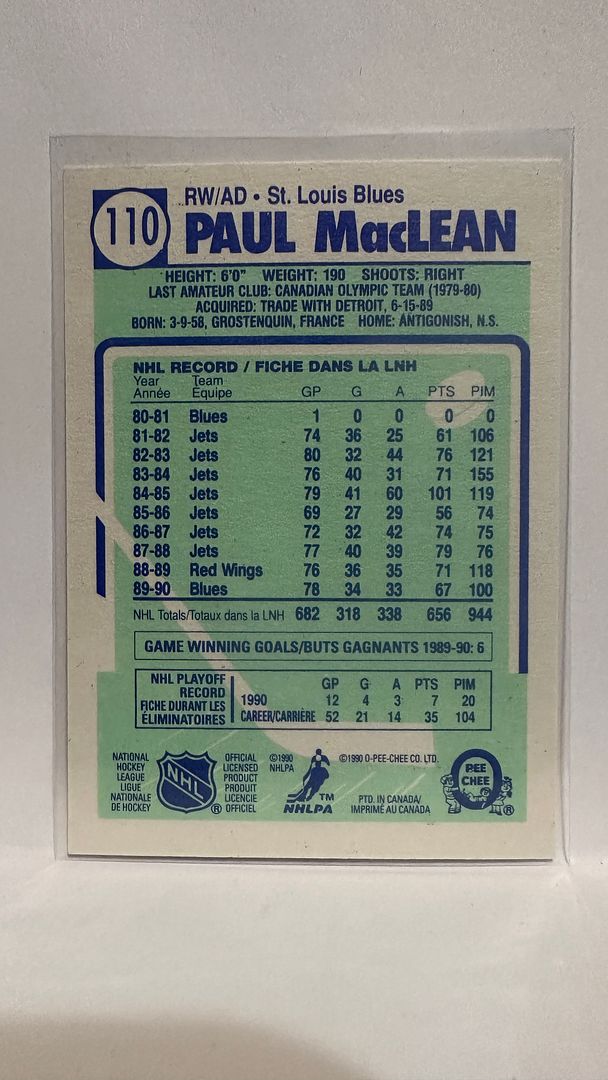 110
RW/AD • St. Louis Blues
PAUL MacLEAN
HEIGHT: 6'0" WEIGHT: 190 SHOOTS: RIGHT
LAST AMATEUR CLUB: CANADIAN OLYMPIC TEAM (1979-80)
ACQUIRED: TRADE WITH DETROIT, 6-15-89
BORN: 3-9-58, GROSTENQUIN, FRANCE HOME: ANTIGONISH, N.S.
NHL RECORD / FICHE DANS LA LNH
Year Team
Année Équipe GP G A PTS PIM
80-81 Blues 1 0 0 0 0
81-82 Jets 74 36 25 61 106
82-83 Jets 80 32 44 76 121
83-84 Jets 76 40 31 71 155
84-85 Jets 79 41 60 101 119
85-86 Jets 69 27 29 56 74
86-87 Jets 72 32 42 74 75
87-88 Jets 77 40 39 79 76
88-89 Red Wings 76 36 35 71 118
89-90 Blues 78 34 33 67 100
NHL Totals/Totaux dans la LNH 682 318 338 656 944
GAME WINNING GOALS/BUTS GAGNANTS 1989-90: 6
NHL PLAYOFF RECORD
FICHE DURANT LES ÉLIMINATOIRES
GP G A PTS PIM
1990 12 4 3 7 20
CAREER/CARRIÈRE 52 21 14 35 104
NATIONAL
HOCKEY
LEAGUE
LIGUE
NATIONALE
DE HOCKEY
NHL
®
OFFICIAL
LICENSED
PRODUCT
PRODUIT
LICENCIE
OFFICIEL
©1990
NHLPA
TM
NHLPA
©1990 O-PEE-CHEE CO. LTD.
PTD. IN CANADA/
IMPRIMÉ AU CANADA
PEE
CHEE
®